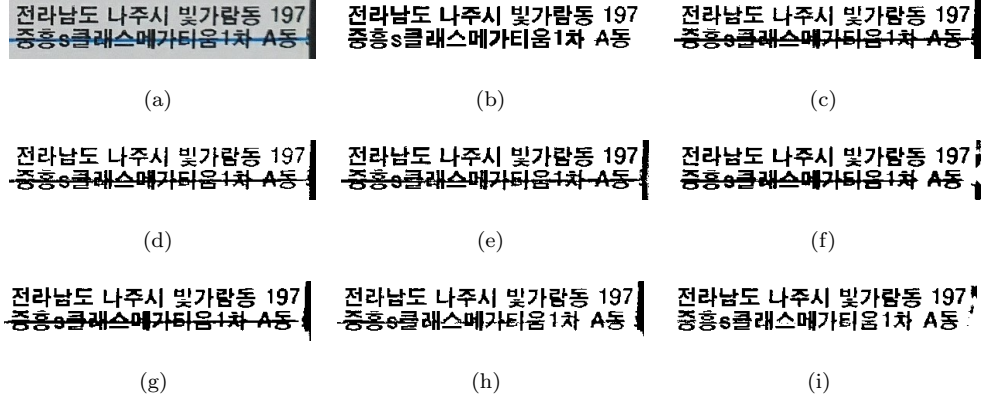 전라남도 나주시 빛가람동 197
중흥s클래스메가티움1차 A동
전라남도 나주시 빛가람동 197
중흥s클래스메가티움1차 A동
전라남도 나주시 빛가람동 197
중흥s클래스메가티움1차 A동
(a)
(b)
(c)
전라남도 나주시 빛가람동 197
중흥s클래스메가티움1차 A동
전라남도 나주시 빛가람동 197
중흥s클래스메가티움1차 A동
전라남도 나주시 빛가람동 197
중흥s클래스메가티움1차 A동
(d)
(e)
(f)
전라남도 나주시 빛가람동 197
중흥s클래스메가티움1차 A동
전라남도 나주시 빛가람동 197
중흥s클래스메가티움1차 A동
전라남도 나주시 빛가람동 197
중흥s클래스메가티움1차 A동
(g)
(h)
(i)